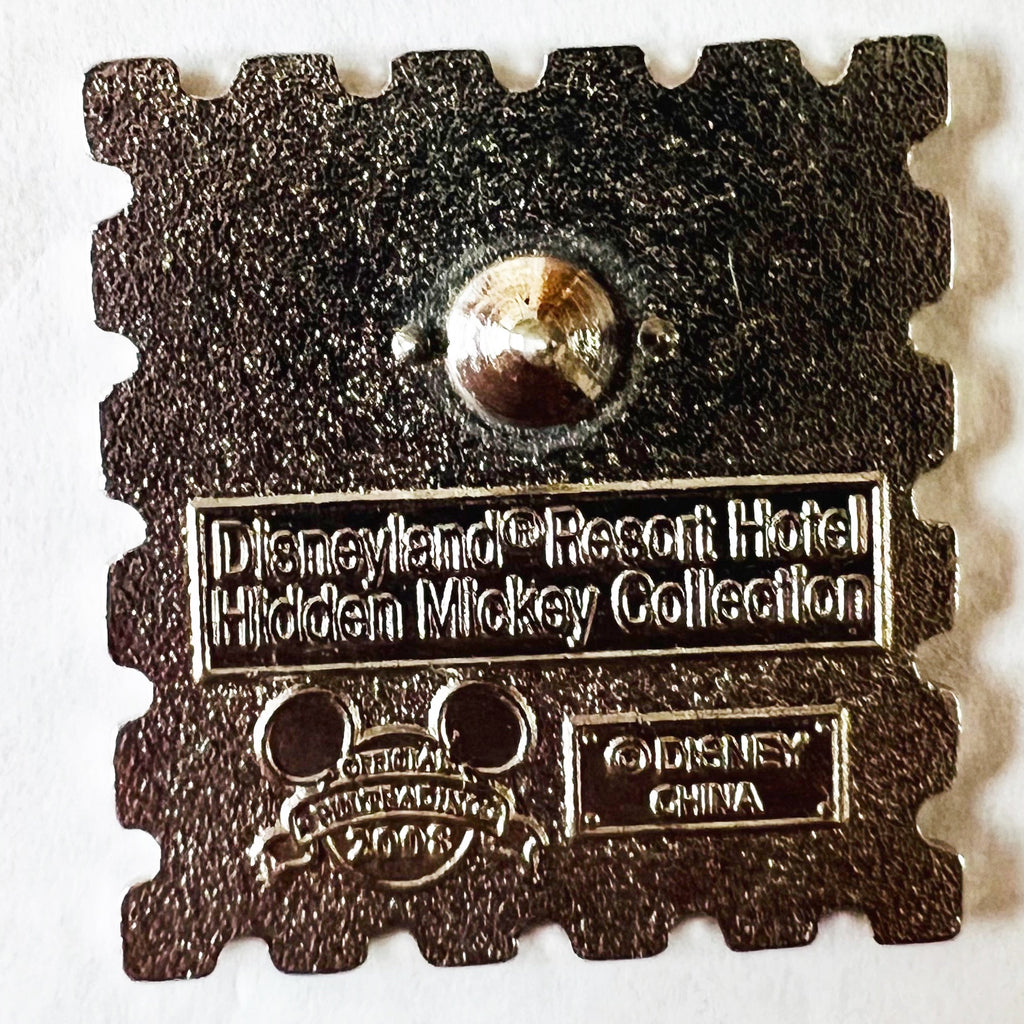 Disneyland® Resort Hotel
Hidden Mickey Collection
OFFICIAL
PIN TRADING
2008
© DISNEY
CHINA